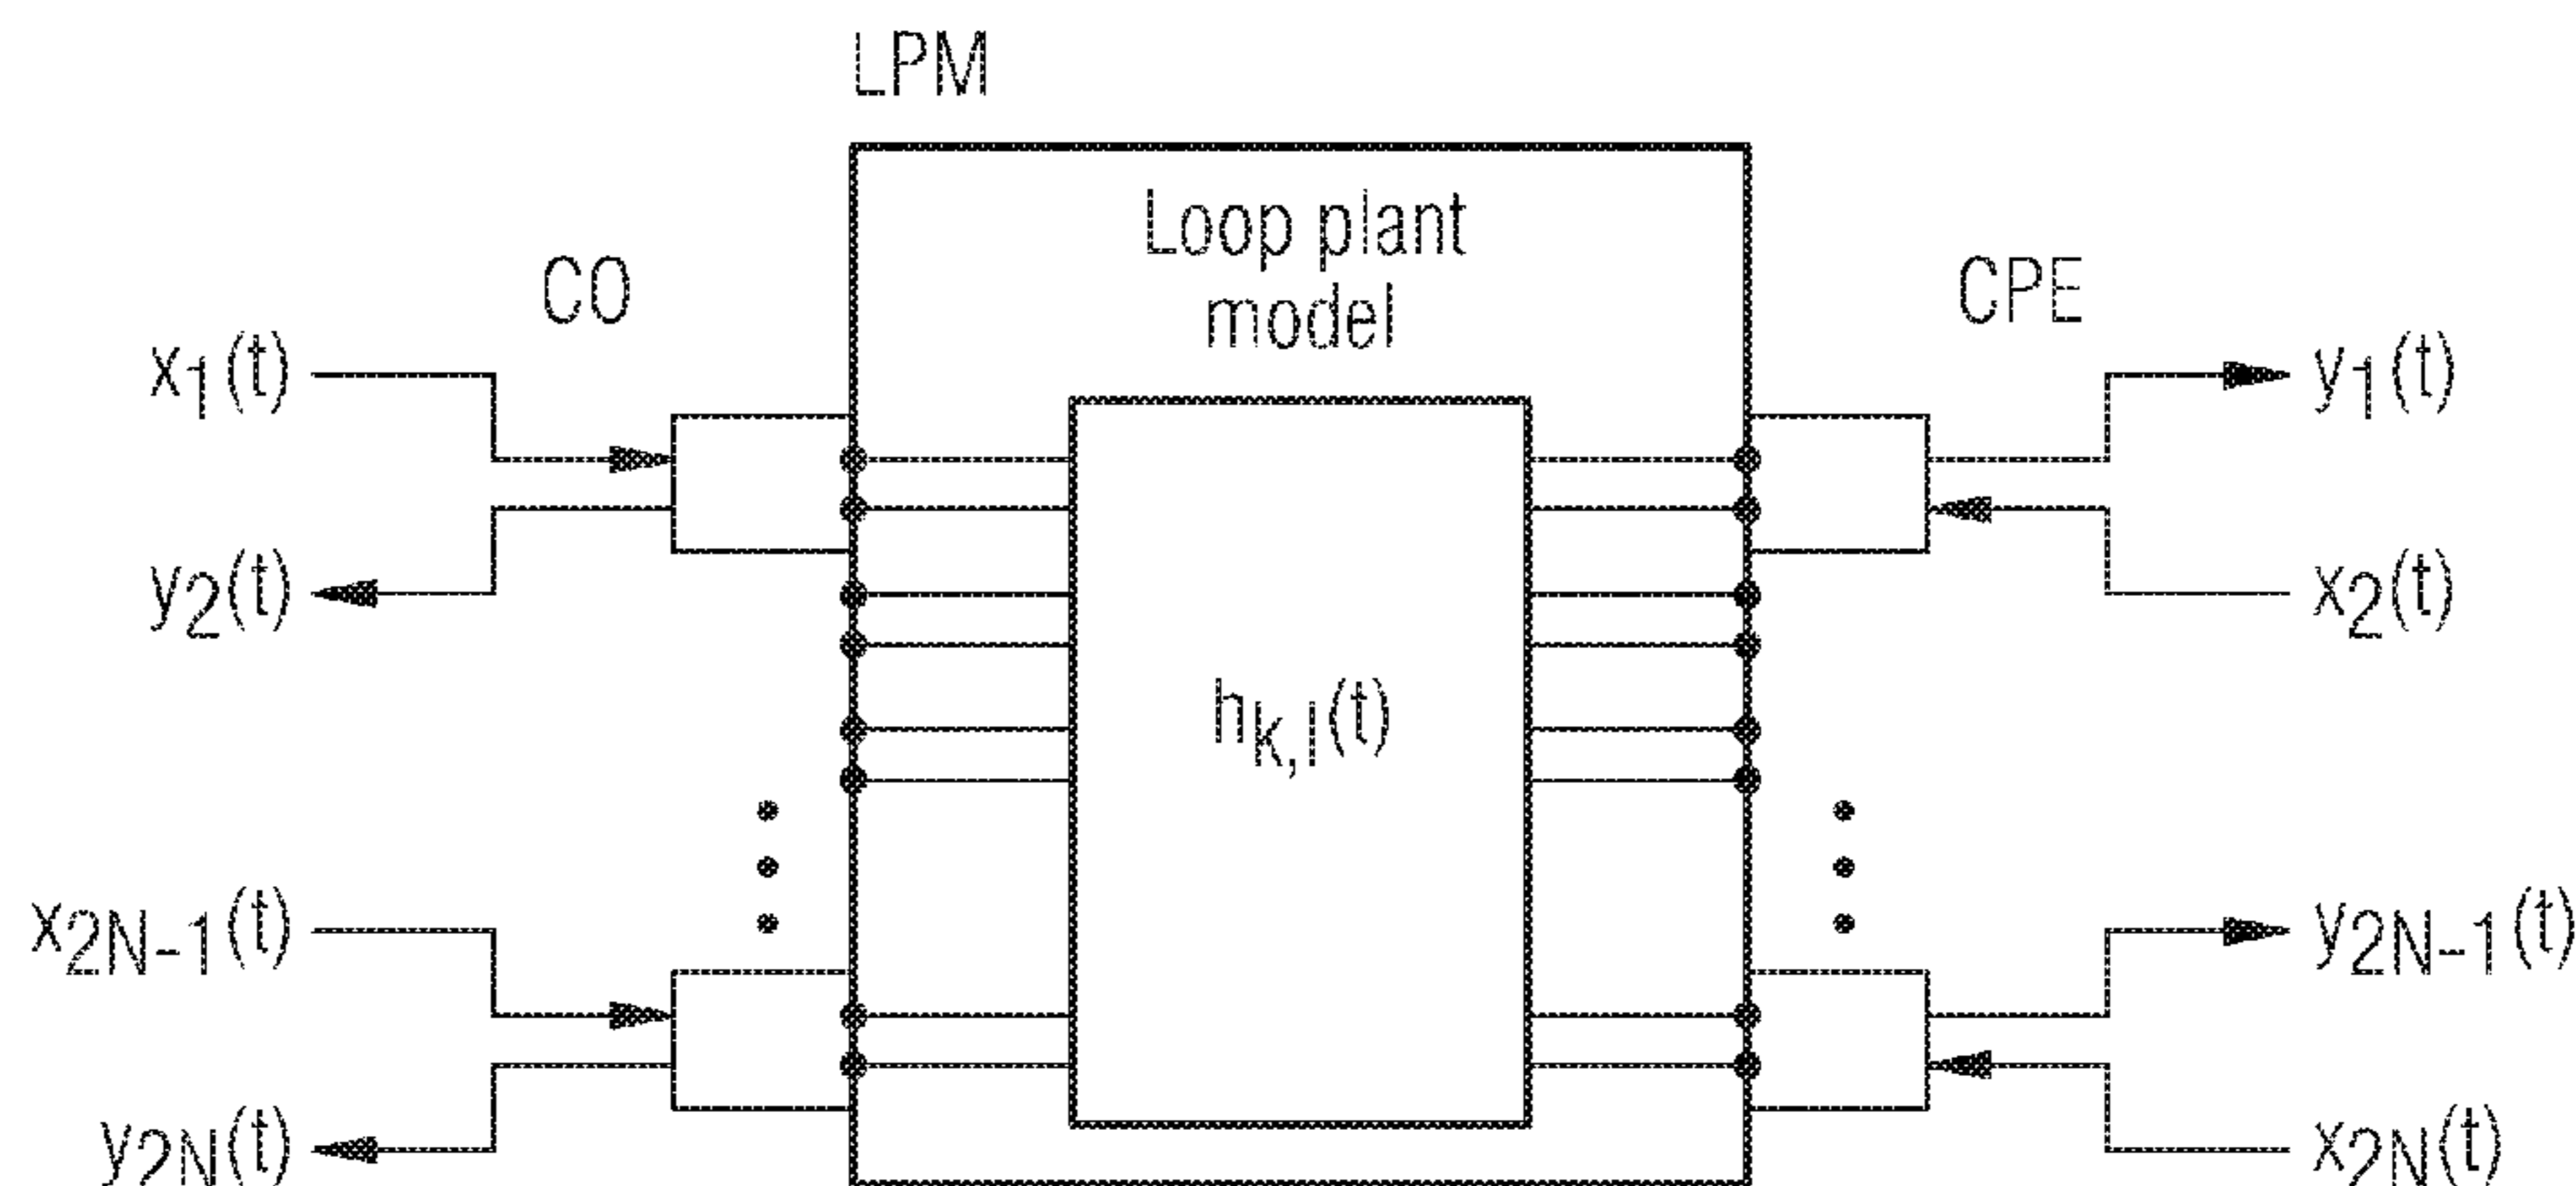 LPM
Loop plant
model
CO
CPE
x1(t)
y1(t)
y2(t)
x2(t)
hk,l(t)
x2N-1(t)
y2N-1(t)
y2N(t)
x2N(t)